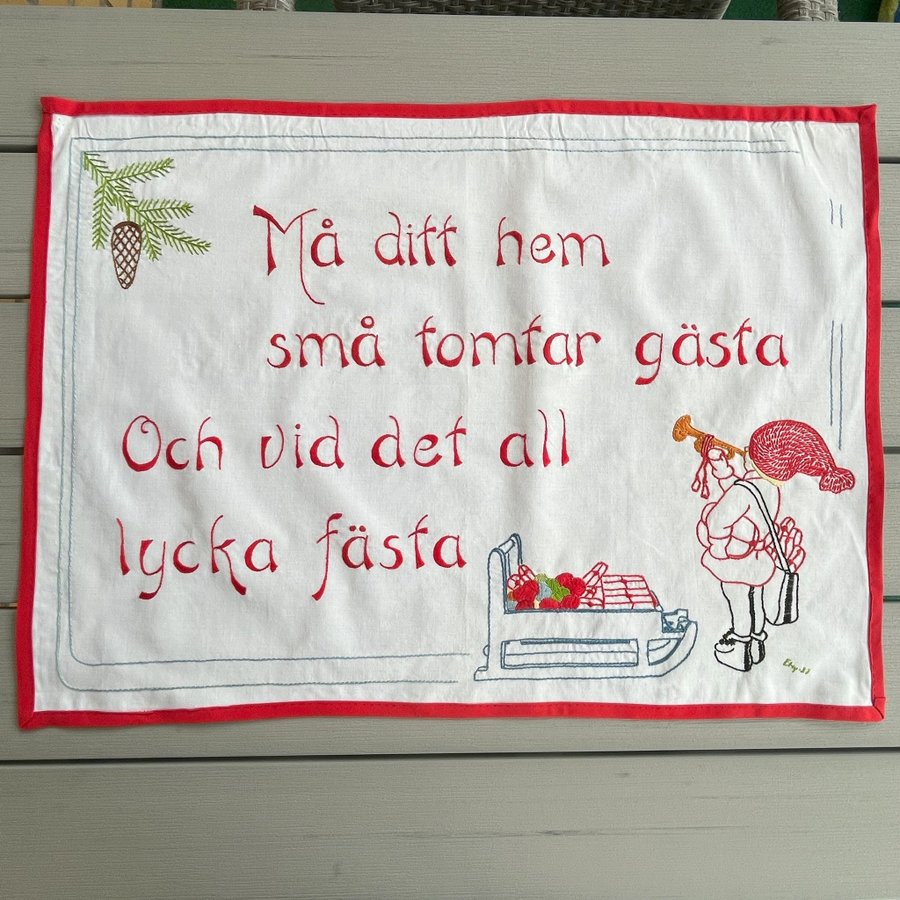 Må ditt hem
små tomtar gästa
Och vid det all
lycka fästa